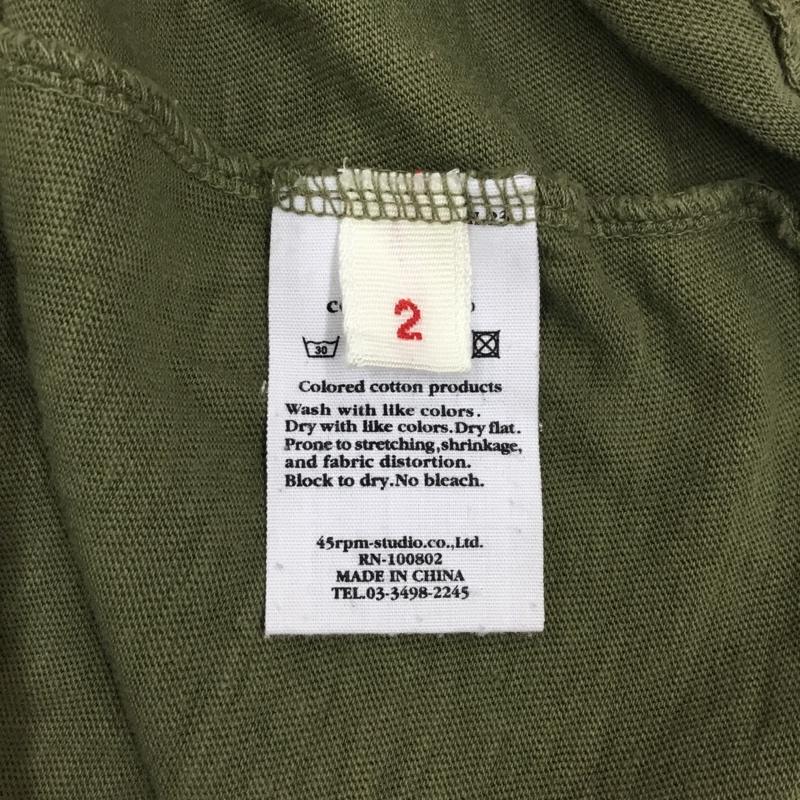 2
30
Colored cotton products
Wash with like colors.
Dry with like colors.Dry flat.
Prone to stretching,shrinkage,
and fabric distortion.
Block to dry.No bleach.
45rpm-studio.co.,Ltd.
RN-100802
MADE IN CHINA
TEL.03-3498-2245